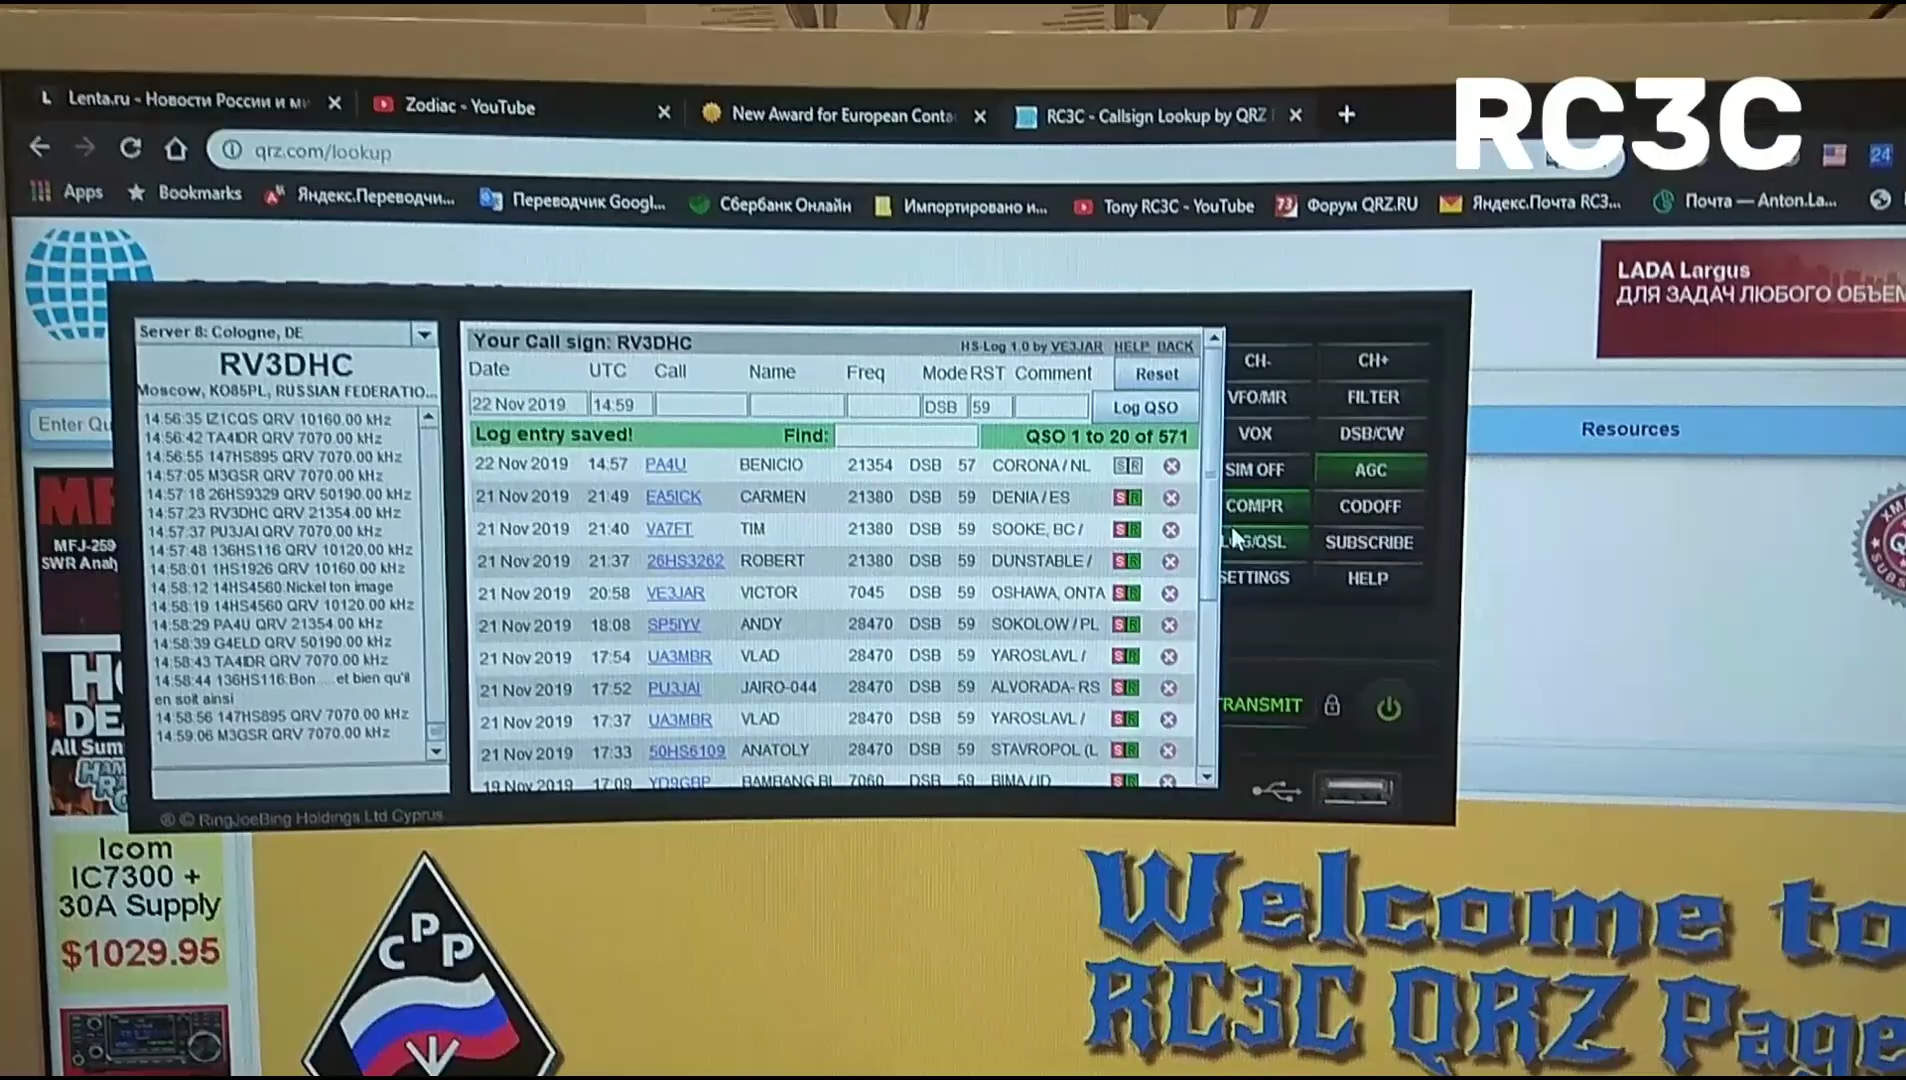 RC3C
Lenta.ru - Новости России и ми
Zodiac - YouTube
New Award for European Conta
RC3C - Callsign Lookup by QRZ
qrz.com/lookup
24
Apps
Bookmarks
Яндекс.Переводчи...
Переводчик Googl...
Сбербанк Онлайн
Импортировано и...
Tony RC3C - YouTube
73
Форум QRZ.RU
Яндекс.Почта RC3...
Почта — Anton.La...
LADA Largus
ДЛЯ ЗАДАЧ ЛЮБОГО ОБЪЕМ
Enter Qu
Resources
Server 8: Cologne, DE
RV3DHC
Moscow, KO85PL, RUSSIAN FEDERATIO...
14:56:35 IZ1CQS QRV 10160.00 kHz
14:56:42 TA4IDR QRV 7070.00 kHz
14:56:55 147HS895 QRV 7070.00 kHz
14:57:05 M3GSR QRV 7070.00 kHz
14:57:18 26HS9329 QRV 50190.00 kHz
14:57:23 RV3DHC QRV 21354.00 kHz
14:57:37 PU3JAI QRV 7070.00 kHz
14:57:48 136HS116 QRV 10120.00 kHz
14:58:01 1HS1926 QRV 10160.00 kHz
14:58:12 14HS4560:Nickel ton image
14:58:19 14HS4560 QRV 10120.00 kHz
14:58:29 PA4U QRV 21354.00 kHz
14:58:39 G4ELD QRV 50190.00 kHz
14:58:43 TA4IDR QRV 7070.00 kHz
14:58:44 136HS116:Bon..... et bien qu'il
en soit ainsi
14:58:56 147HS895 QRV 7070.00 kHz
14:59:06 M3GSR QRV 7070.00 kHz
® © RingJoeBing Holdings Ltd Cyprus
Your Call sign: RV3DHC HS-Log 1.0 by VE3JAR HELP BACK
Date UTC Call Name Freq Mode RST Comment Reset
22 Nov 2019 14:59 DSB 59 Log QSO
Log entry saved! Find: QSO 1 to 20 of 571
22 Nov 2019 14:57 PA4U BENICIO 21354 DSB 57 CORONA / NL S R
21 Nov 2019 21:49 EA5ICK CARMEN 21380 DSB 59 DENIA / ES S R
21 Nov 2019 21:40 VA7FT TIM 21380 DSB 59 SOOKE, BC / S R
21 Nov 2019 21:37 26HS3262 ROBERT 21380 DSB 59 DUNSTABLE / S R
21 Nov 2019 20:58 VE3JAR VICTOR 7045 DSB 59 OSHAWA, ONTA S R
21 Nov 2019 18:08 SP5IYV ANDY 28470 DSB 59 SOKOLOW / PL S R
21 Nov 2019 17:54 UA3MBR VLAD 28470 DSB 59 YAROSLAVL / S R
21 Nov 2019 17:52 PU3JAI JAIRO-044 28470 DSB 59 ALVORADA- RS S R
21 Nov 2019 17:37 UA3MBR VLAD 28470 DSB 59 YAROSLAVL / S R
21 Nov 2019 17:33 50HS6109 ANATOLY 28470 DSB 59 STAVROPOL (L S R
19 Nov 2019 17:09 YD9GBP BAMBANG BI 7060 DSB 59 BIMA / ID S R
CH- CH+
VFO/MR FILTER
VOX DSB/CW
SIM OFF AGC
COMPR CODOFF
SUBSCRIBE
SETTINGS HELP
TRANSMIT
MFJ-259
SWR Anal
All Sum
Icom
IC7300 +
30A Supply
$1029.95
СРР
Welcome to
RC3C QRZ Page